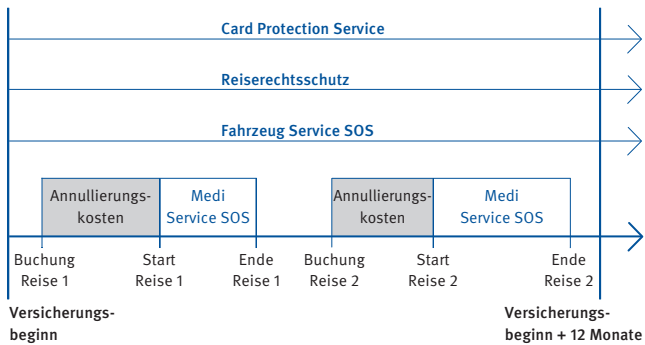 Card Protection Service
Reiserechtsschutz
Fahrzeug Service SOS
Annullierungs-
kosten
Medi
Service SOS
Annullierungs-
kosten
Medi
Service SOS
Buchung
Reise 1
Start
Reise 1
Ende
Reise 1
Buchung
Reise 2
Start
Reise 2
Ende
Reise 2
Versicherungs-
beginn
Versicherungs-
beginn + 12 Monate